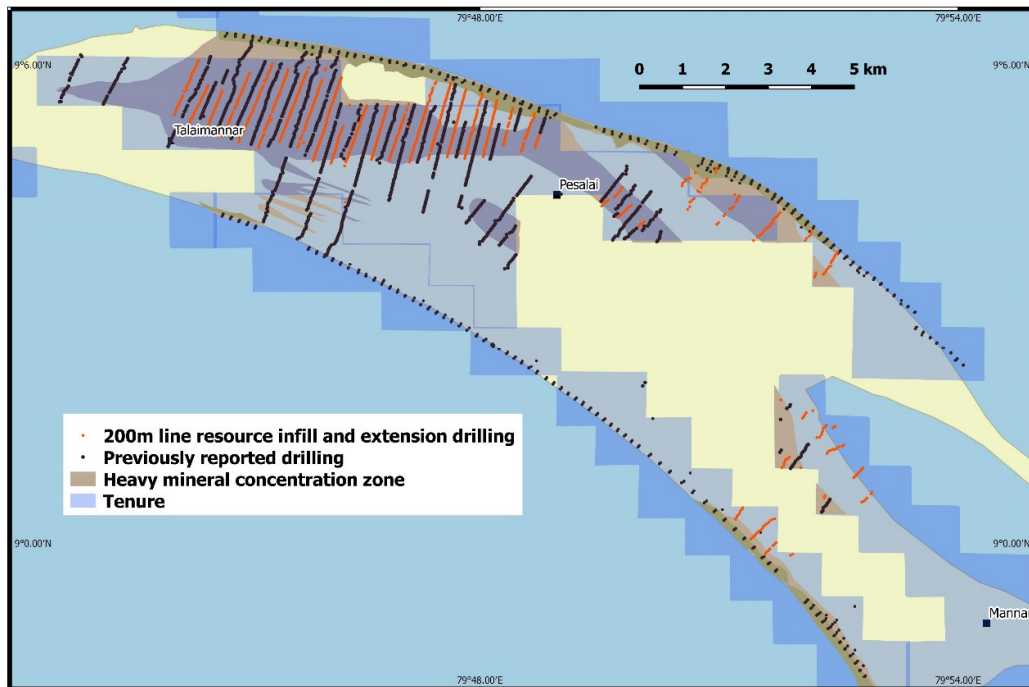 79°48.00'E
79°54.00'E
9°6.00'N
9°6.00'N
0 1 2 3 4 5 km
Talaimannar
Pesalai
200m line resource infill and extension drilling
Previously reported drilling
Heavy mineral concentration zone
Tenure
9°0.00'N
9°0.00'N
Manna
79°48.00'E
79°54.00'E